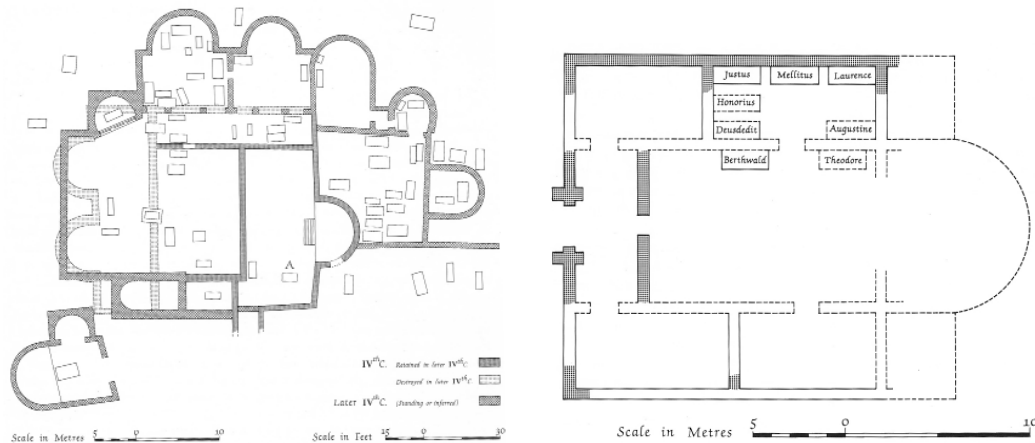 A
IVth C. Retained in later IVth C.
Destroyed in later IVth C.
Later IVth C. (Standing or inferred)
Scale in Metres 5 0 10
Scale in Feet 15 0 30
Justus Mellitus Laurence
Honorius
Deusdedit Augustine
Berthwald Theodore
Scale in Metres 5 0 10